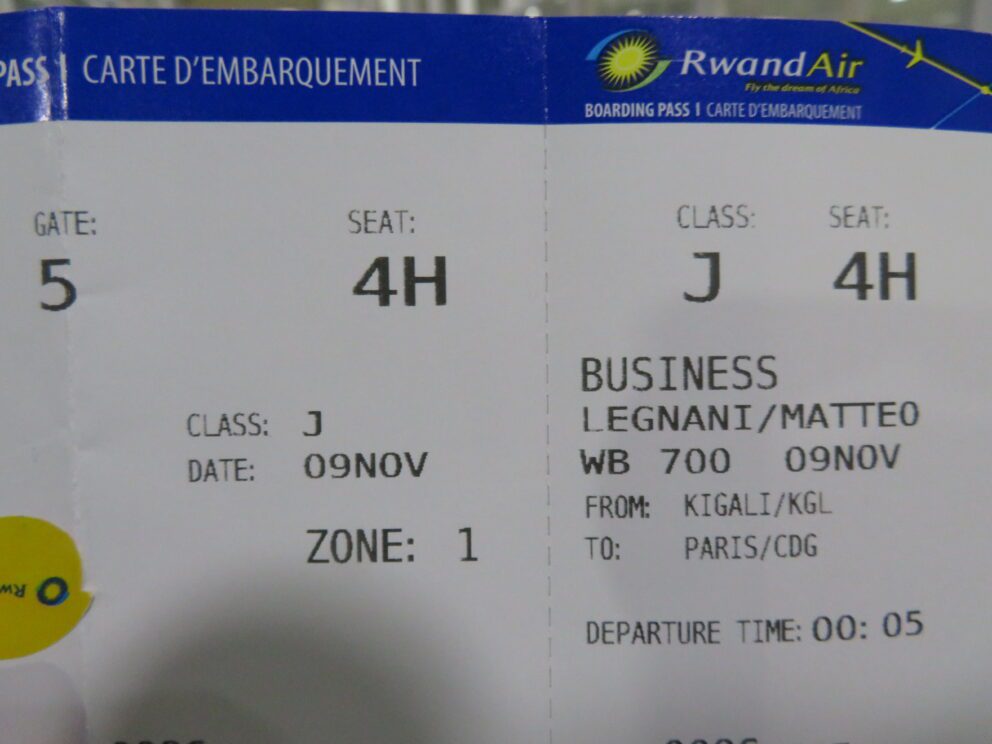 PASS | CARTE D'EMBARQUEMENT
GATE: SEAT:
5 4H
CLASS: J
DATE: 09NOV
ZONE: 1
RwandAir
Fly the dream of Africa
BOARDING PASS | CARTE D'EMBARQUEMENT
CLASS: SEAT:
J 4H
BUSINESS
LEGNANI/MATTEO
WB 700 09NOV
FROM: KIGALI/KGL
TO: PARIS/CDG
DEPARTURE TIME: 00:05